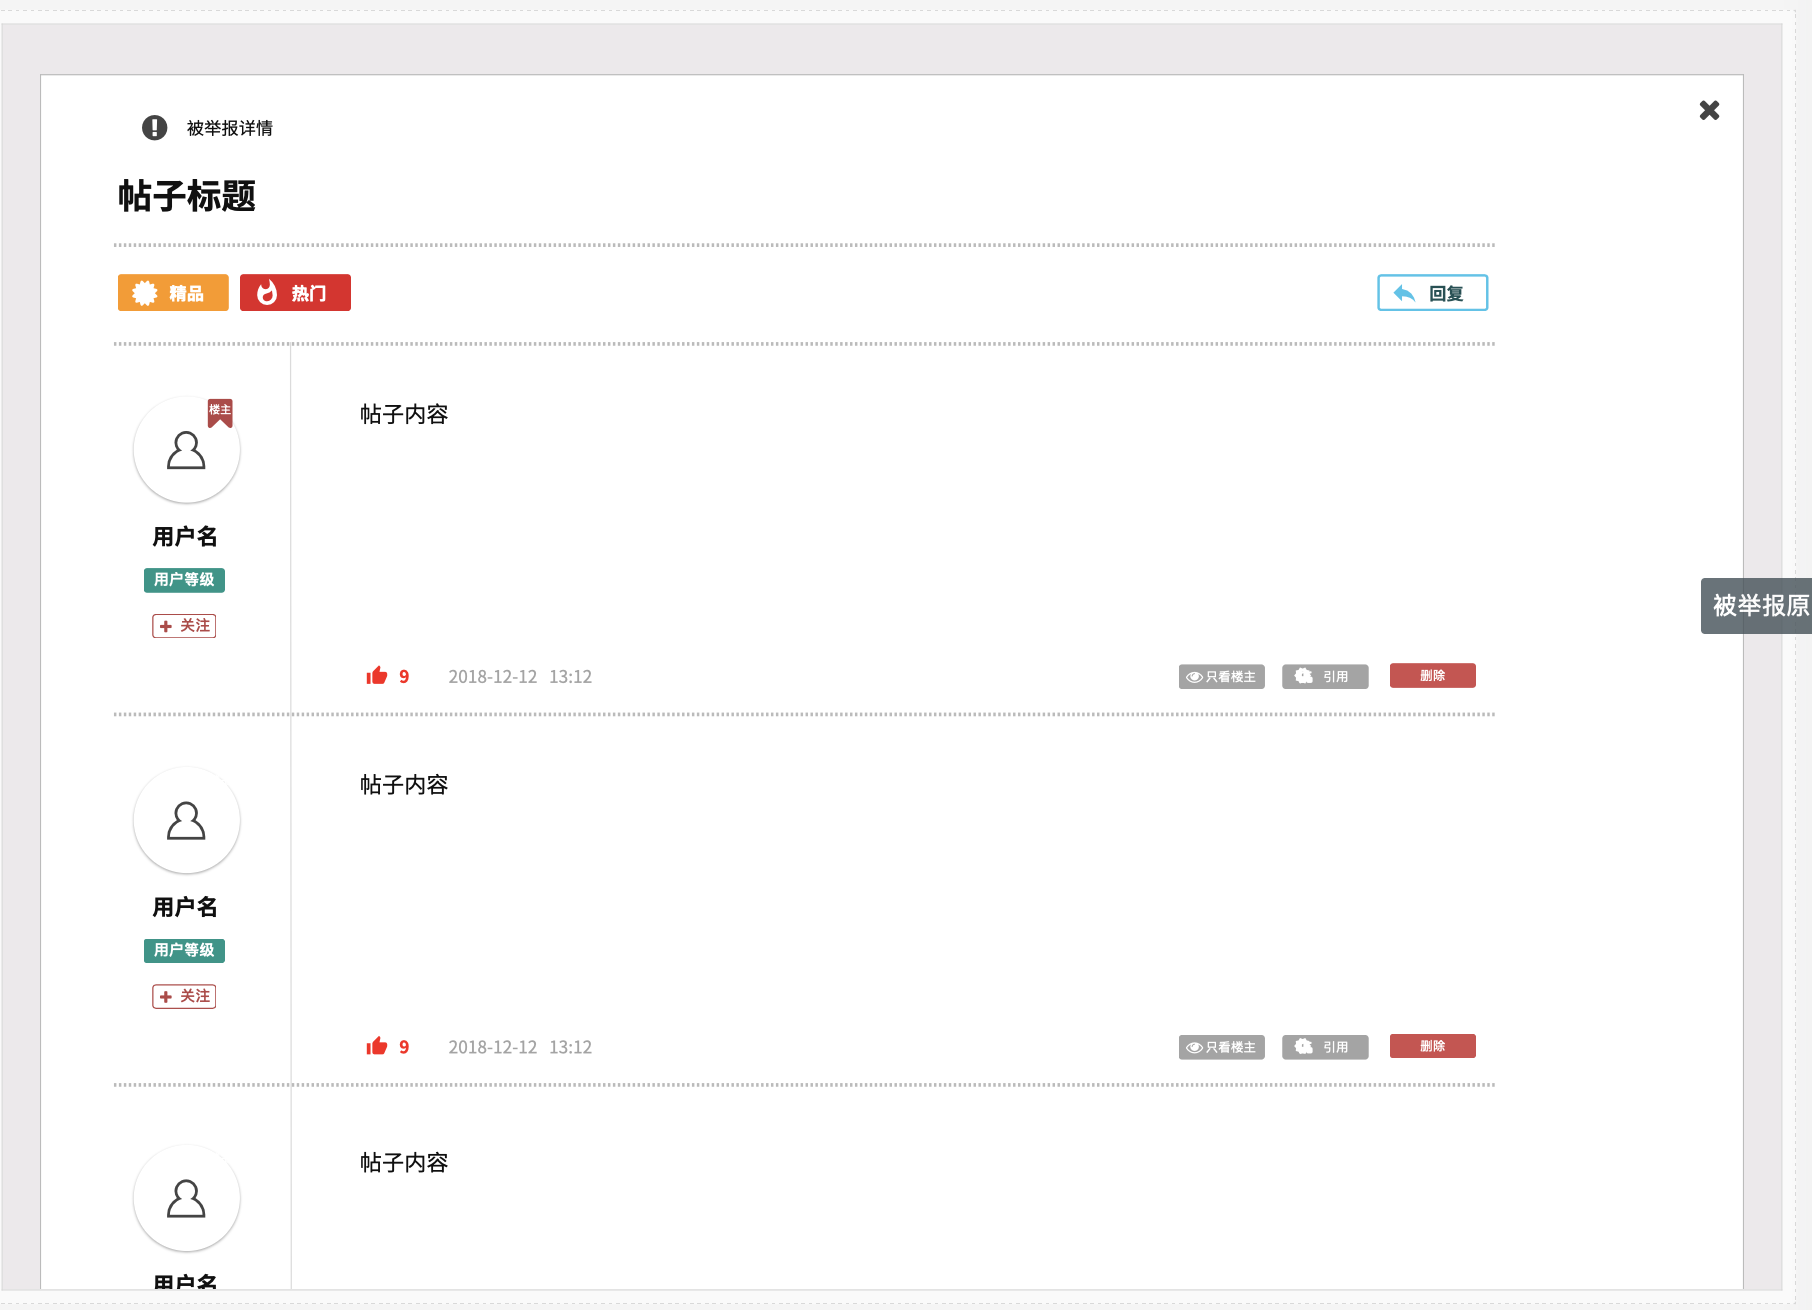 被举报详情
帖子标题
精品 热门 回复
楼主
帖子内容
用户名
用户等级
关注
被举报原
9 2018-12-12 13:12 只看楼主 引用 删除
帖子内容
用户名
用户等级
关注
9 2018-12-12 13:12 只看楼主 引用 删除
帖子内容
用户名